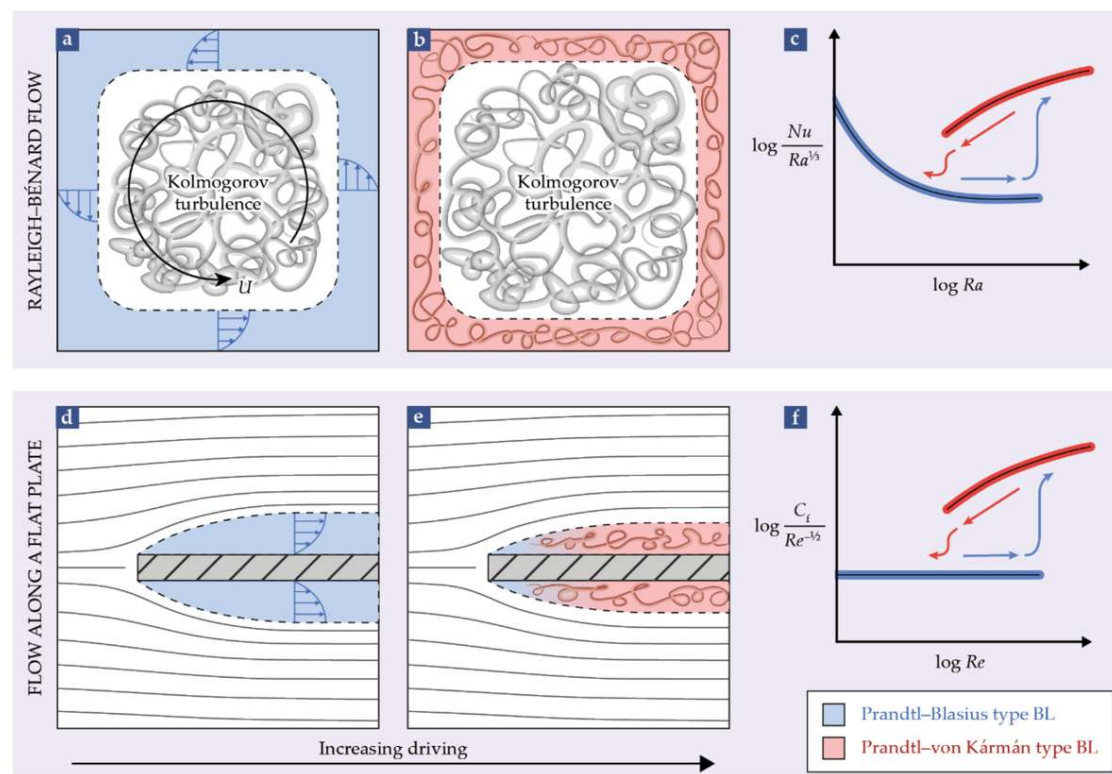 RAYLEIGH–BÉNARD FLOW
a
Kolmogorov
turbulence
U
b
Kolmogorov
turbulence
c
log Nu
Ra^⅓
log Ra
FLOW ALONG A FLAT PLATE
d
e
f
log C_f
Re^−½
log Re
Increasing driving
Prandtl–Blasius type BL
Prandtl–von Kármán type BL